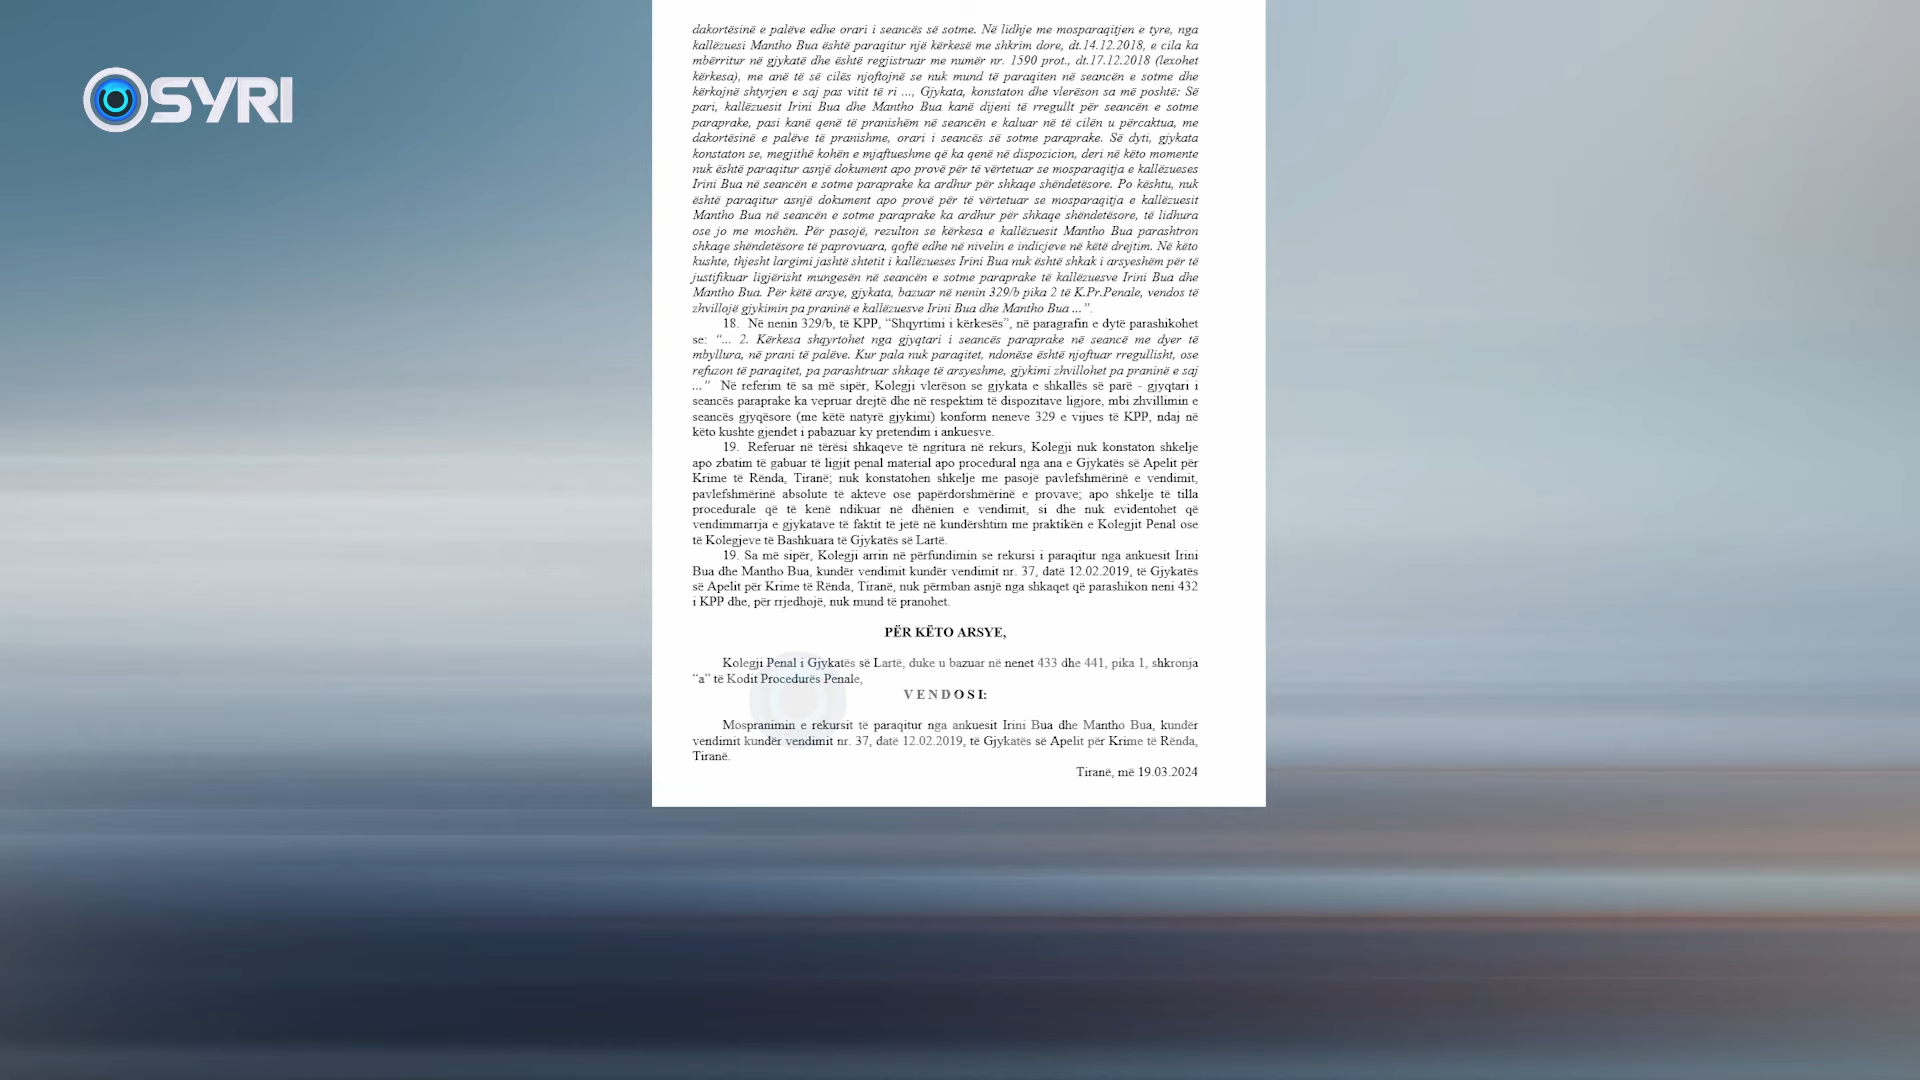 SYRI
dakortësinë e palëve edhe orari i seancës së sotme. Në lidhje me mosparaqitjen e tyre, nga
kallëzuesi Mantho Bua është paraqitur një kërkesë me shkrim dore, dt.14.12.2018, e cila ka
mbërritur në gjykatë dhe është regjistruar me numër nr. 1590 prot., dt.17.12.2018 (lexohet
kërkesa), me anë të së cilës njoftojnë se nuk mund të paraqiten në seancën e sotme dhe
kërkojnë shtyrjen e saj pas vitit të ri ..., Gjykata, konstaton dhe vlerëson sa më poshtë: Së
pari, kallëzuesit Irini Bua dhe Mantho Bua kanë dijeni të rregullt për seancën e sotme
paraprake, pasi kanë qenë të pranishëm në seancën e kaluar në të cilën u përcaktua, me
dakortësinë e palëve të pranishme, orari i seancës së sotme paraprake. Së dyti, gjykata
konstaton se, megjithë kohën e mjaftueshme që ka qenë në dispozicion, deri në këto momente
nuk është paraqitur asnjë dokument apo provë për të vërtetuar se mosparaqitja e kallëzueses
Irini Bua në seancën e sotme paraprake ka ardhur për shkaqe shëndetësore. Po kështu, nuk
është paraqitur asnjë dokument apo provë për të vërtetuar se mosparaqitja e kallëzuesit
Mantho Bua në seancën e sotme paraprake ka ardhur për shkaqe shëndetësore, të lidhura
ose jo me moshën. Për pasojë, rezulton se kërkesa e kallëzuesit Mantho Bua parashtron
shkaqe shëndetësore të paprovuara, qoftë edhe në nivelin e indicjeve në këtë drejtim. Në këto
kushte, thjesht largimi jashtë shtetit i kallëzueses Irini Bua nuk është shkak i arsyeshëm për të
justifikuar ligjërisht mungesën në seancën e sotme paraprake të kallëzuesve Irini Bua dhe
Mantho Bua. Për këtë arsye, gjykata, bazuar në nenin 329/b pika 2 të K.Pr.Penale, vendos të
zhvillojë gjykimin pa praninë e kallëzuesve Irini Bua dhe Mantho Bua ...”.
18. Në nenin 329/b, të KPP, “Shqyrtimi i kërkesës”, në paragrafin e dytë parashikohet
se: “... 2. Kërkesa shqyrtohet nga gjyqtari i seancës paraprake në seancë me dyer të
mbyllura, në prani të palëve. Kur pala nuk paraqitet, ndonëse është njoftuar rregullisht, ose
refuzon të paraqitet, pa parashtruar shkaqe të arsyeshme, gjykimi zhvillohet pa praninë e saj
...” Në referim të sa më sipër, Kolegji vlerëson se gjykata e shkallës së parë - gjyqtari i
seancës paraprake ka vepruar drejtë dhe në respektim të dispozitave ligjore, mbi zhvillimin e
seancës gjyqësore (me këtë natyrë gjykimi) konform neneve 329 e vijues të KPP, ndaj në
këto kushte gjendet i pabazuar ky pretendim i ankuesve.
19. Referuar në tërësi shkaqeve të ngritura në rekurs, Kolegji nuk konstaton shkelje
apo zbatim të gabuar të ligjit penal material apo procedural nga ana e Gjykatës së Apelit për
Krime të Rënda, Tiranë; nuk konstatohen shkelje me pasojë pavlefshmërinë e vendimit,
pavlefshmërinë absolute të akteve ose papërdorshmërinë e provave; apo shkelje të tilla
procedurale që të kenë ndikuar në dhënien e vendimit, si dhe nuk evidentohet që
vendimmarrja e gjykatave të faktit të jetë në kundërshtim me praktikën e Kolegjit Penal ose
të Kolegjeve të Bashkuara të Gjykatës së Lartë.
19. Sa më sipër, Kolegji arrin në përfundimin se rekursi i paraqitur nga ankuesit Irini
Bua dhe Mantho Bua, kundër vendimit kundër vendimit nr. 37, datë 12.02.2019, të Gjykatës
së Apelit për Krime të Rënda, Tiranë, nuk përmban asnjë nga shkaqet që parashikon neni 432
i KPP dhe, për rrjedhojë, nuk mund të pranohet.
PËR KËTO ARSYE,
Kolegji Penal i Gjykatës së Lartë, duke u bazuar në nenet 433 dhe 441, pika 1, shkronja
“a” të Kodit Procedurës Penale,
V E N D O S I:
Mospranimin e rekursit të paraqitur nga ankuesit Irini Bua dhe Mantho Bua, kundër
vendimit kundër vendimit nr. 37, datë 12.02.2019, të Gjykatës së Apelit për Krime të Rënda,
Tiranë.
Tiranë, më 19.03.2024